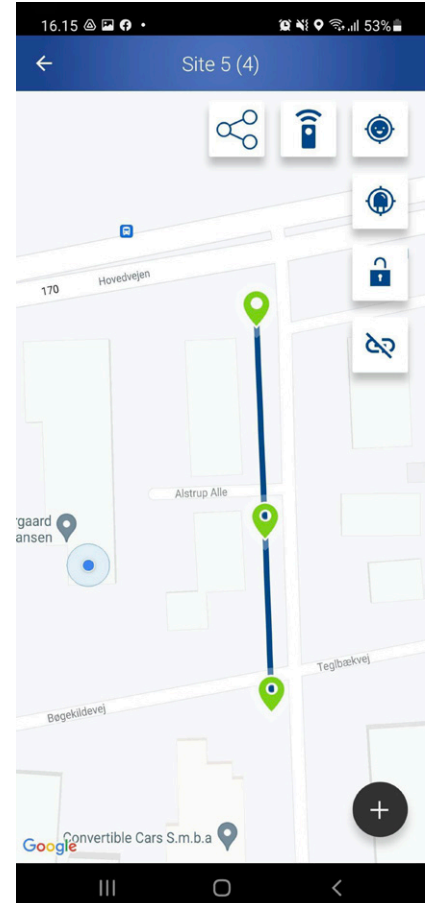 16.15
53%
Site 5 (4)
170
Hovedvejen
Alstrup Alle
rgaard
ansen
Teglbækvej
Bøgekildevej
Convertible Cars S.m.b.a
Google